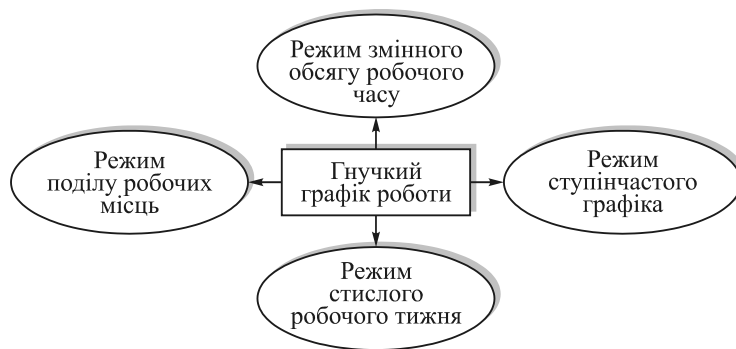 Режим змінного
обсягу робочого
часу
Режим
поділу робочих
місць
Гнучкий
графік роботи
Режим
ступінчастого
графіка
Режим
стислого
робочого тижня